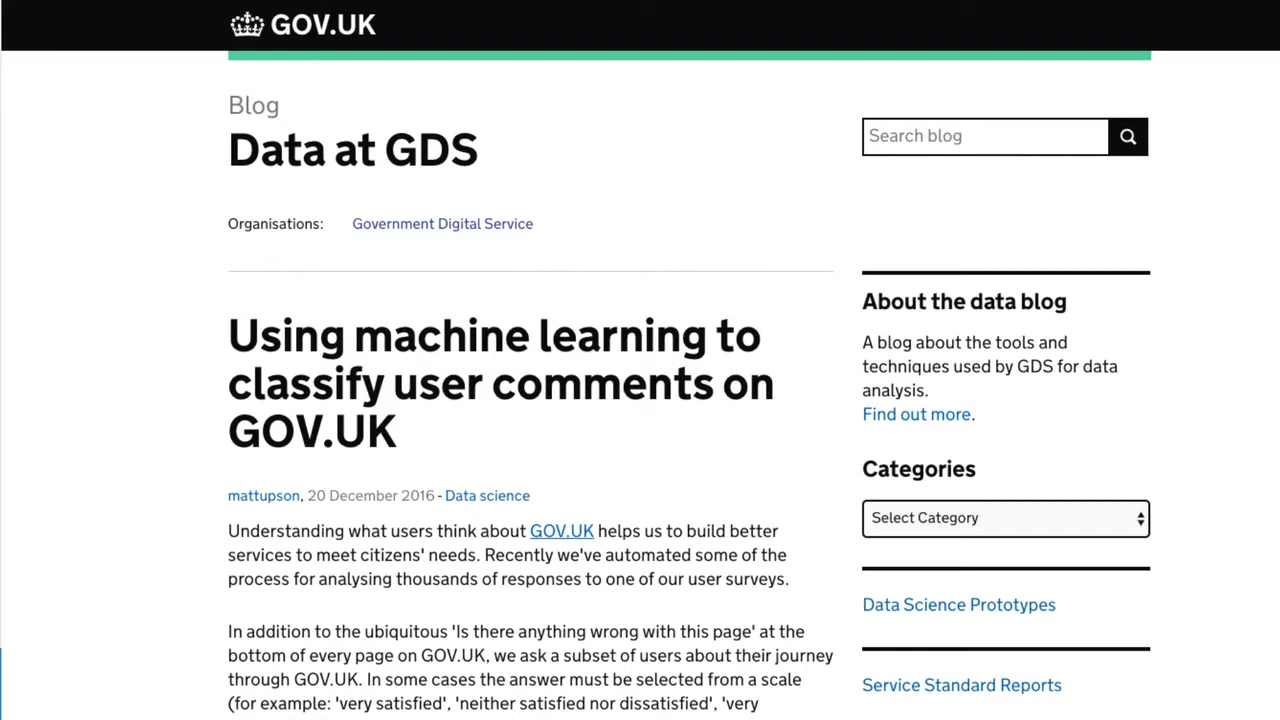 GOV.UK
Blog
Data at GDS
Search blog
Organisations: Government Digital Service
Using machine learning to
classify user comments on
GOV.UK
mattupson, 20 December 2016 - Data science
Understanding what users think about GOV.UK helps us to build better
services to meet citizens' needs. Recently we've automated some of the
process for analysing thousands of responses to one of our user surveys.
In addition to the ubiquitous 'Is there anything wrong with this page' at the
bottom of every page on GOV.UK, we ask a subset of users about their journey
through GOV.UK. In some cases the answer must be selected from a scale
(for example: 'very satisfied', 'neither satisfied nor dissatisfied', 'very
About the data blog
A blog about the tools and
techniques used by GDS for data
analysis.
Find out more.
Categories
Select Category
Data Science Prototypes
Service Standard Reports